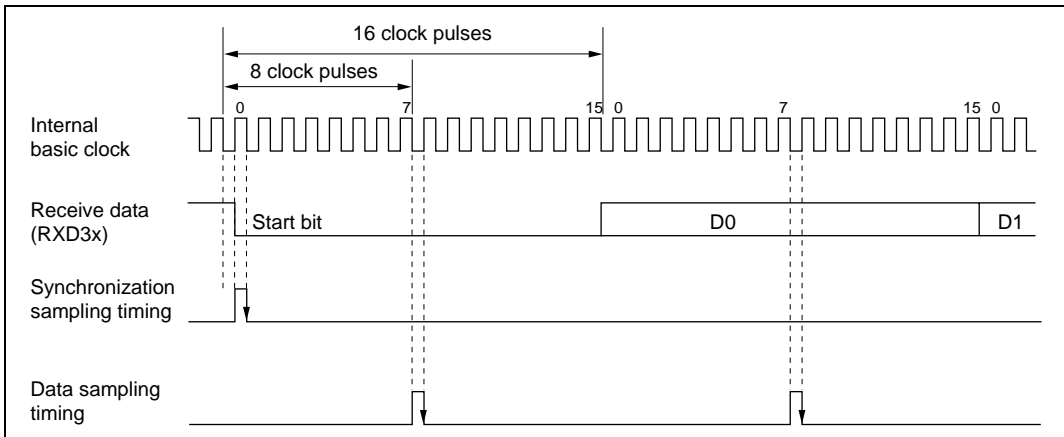 16 clock pulses
8 clock pulses
0 7 15 0 7 15 0
Internal
basic clock
Receive data
(RXD3x)
Start bit D0 D1
Synchronization
sampling timing
Data sampling
timing